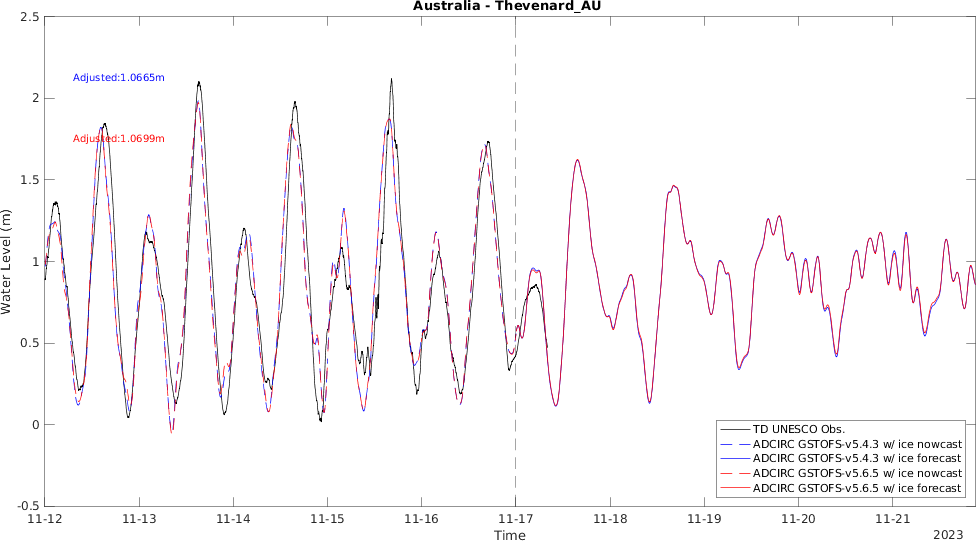 Australia - Thevenard_AU
2.5
2
1.5
1
0.5
0
-0.5
Water Level (m)
Adjusted:1.0665m
Adjusted:1.0699m
TD UNESCO Obs.
ADCIRC GSTOFS-v5.4.3 w/ ice nowcast
ADCIRC GSTOFS-v5.4.3 w/ ice forecast
ADCIRC GSTOFS-v5.6.5 w/ ice nowcast
ADCIRC GSTOFS-v5.6.5 w/ ice forecast
11-12 11-13 11-14 11-15 11-16 11-17 11-18 11-19 11-20 11-21
Time
2023